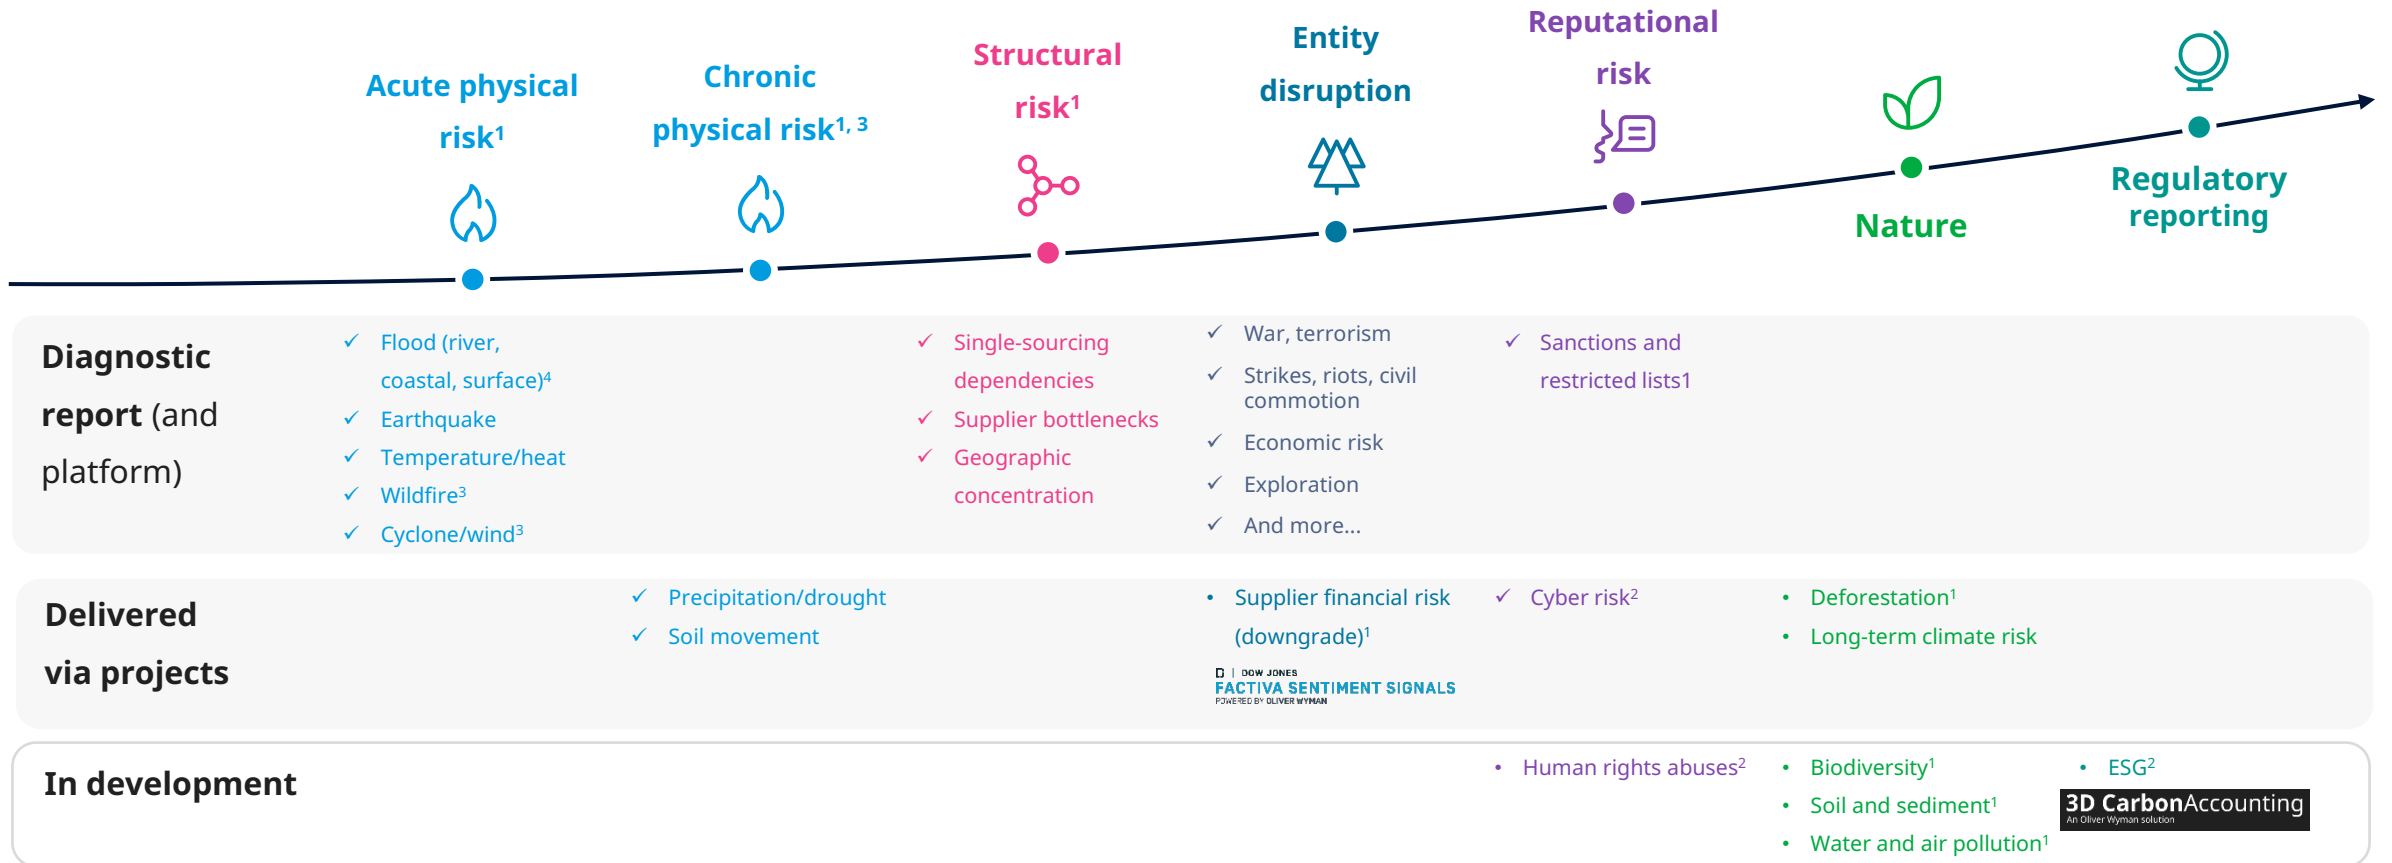 Acute physical
risk1
Chronic
physical risk1, 3
Structural
risk1
Entity
disruption
Reputational
risk
Nature
Regulatory
reporting
Diagnostic
report (and
platform)
✓ Flood (river,
coastal, surface)4
✓ Earthquake
✓ Temperature/heat
✓ Wildfire3
✓ Cyclone/wind3
✓ Single-sourcing
dependencies
✓ Supplier bottlenecks
✓ Geographic
concentration
✓ War, terrorism
✓ Strikes, riots, civil
commotion
✓ Economic risk
✓ Exploration
✓ And more...
✓ Sanctions and
restricted lists1
Delivered
via projects
✓ Precipitation/drought
✓ Soil movement
• Supplier financial risk
(downgrade)1
D | DOW JONES
FACTIVA SENTIMENT SIGNALS
POWERED BY OLIVER WYMAN
✓ Cyber risk2
• Deforestation1
• Long-term climate risk
In development
• Human rights abuses2
• Biodiversity1
• Soil and sediment1
• Water and air pollution1
• ESG2
3D CarbonAccounting
An Oliver Wyman solution